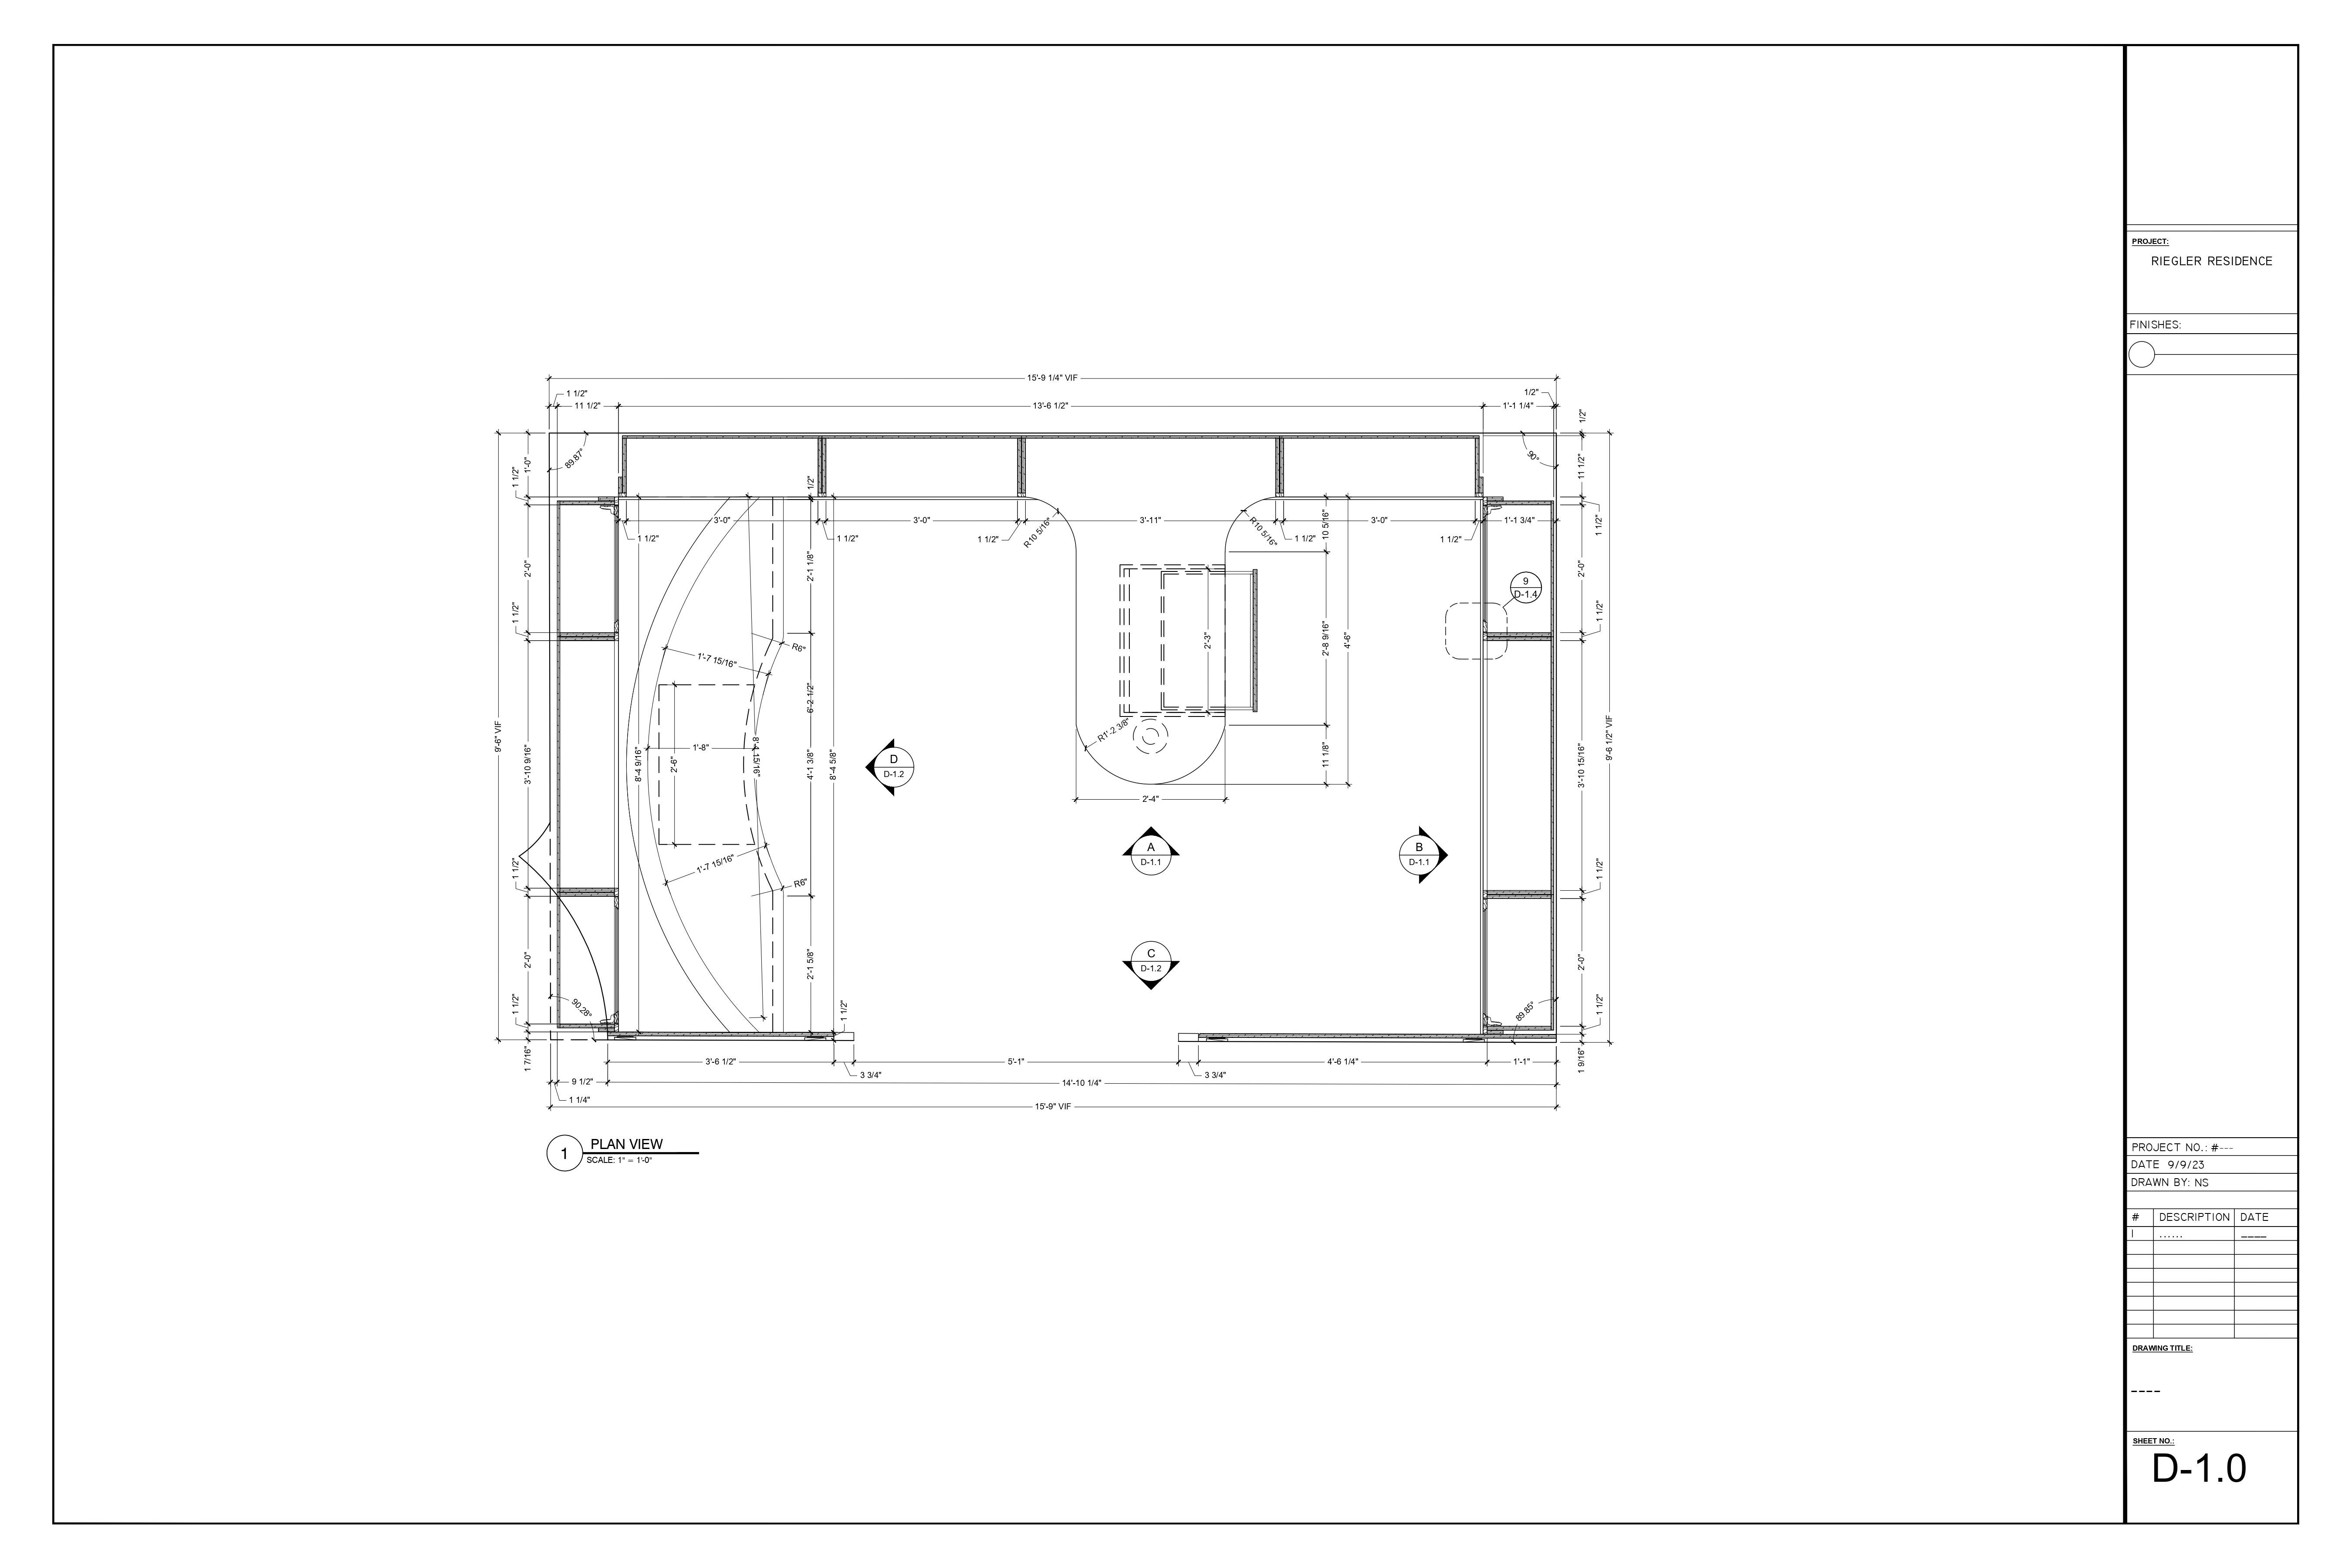 15'-9 1/4" VIF
1 1/2"
11 1/2"
13'-6 1/2"
1/2"
1'-1 1/4"
1/2"
89.87°
90°
1'-0"
1 1/2"
11 1/2"
1/2"
3'-0"
3'-0"
3'-11"
3'-0"
1'-1 3/4"
1 1/2"
1 1/2"
1 1/2"
R10 5/16"
R10 5/16"
1 1/2"
10 5/16"
1 1/2"
1 1/2"
2'-0"
2'-1 1/8"
2'-0"
9
D-1.4
1 1/2"
1 1/2"
R6"
1'-7 15/16"
2'-3"
2'-8 9/16"
4'-6"
6'-2 1/2"
9'-6" VIF
R1'-2 3/8"
9'-6 1/2" VIF
1'-8"
8'-4 15/16"
3'-10 9/16"
8'-4 9/16"
2'-6"
4'-1 3/8"
8'-4 5/8"
D
D-1.2
11 1/8"
3'-10 15/16"
2'-4"
A
D-1.1
B
D-1.1
1 1/2"
1'-7 15/16"
R6"
1 1/2"
2'-0"
2'-1 5/8"
C
D-1.2
2'-0"
1 1/2"
90.28°
1 1/2"
89.85°
1 1/2"
1 7/16"
3'-6 1/2"
5'-1"
4'-6 1/4"
1'-1"
1 9/16"
3 3/4"
3 3/4"
9 1/2"
14'-10 1/4"
1 1/4"
15'-9" VIF
1
PLAN VIEW
SCALE: 1" = 1'-0"
PROJECT:
RIEGLER RESIDENCE
FINISHES:
PROJECT NO.: #---
DATE 9/9/23
DRAWN BY: NS
# DESCRIPTION DATE
1 ...... ____
DRAWING TITLE:
----
SHEET NO.:
D-1.0